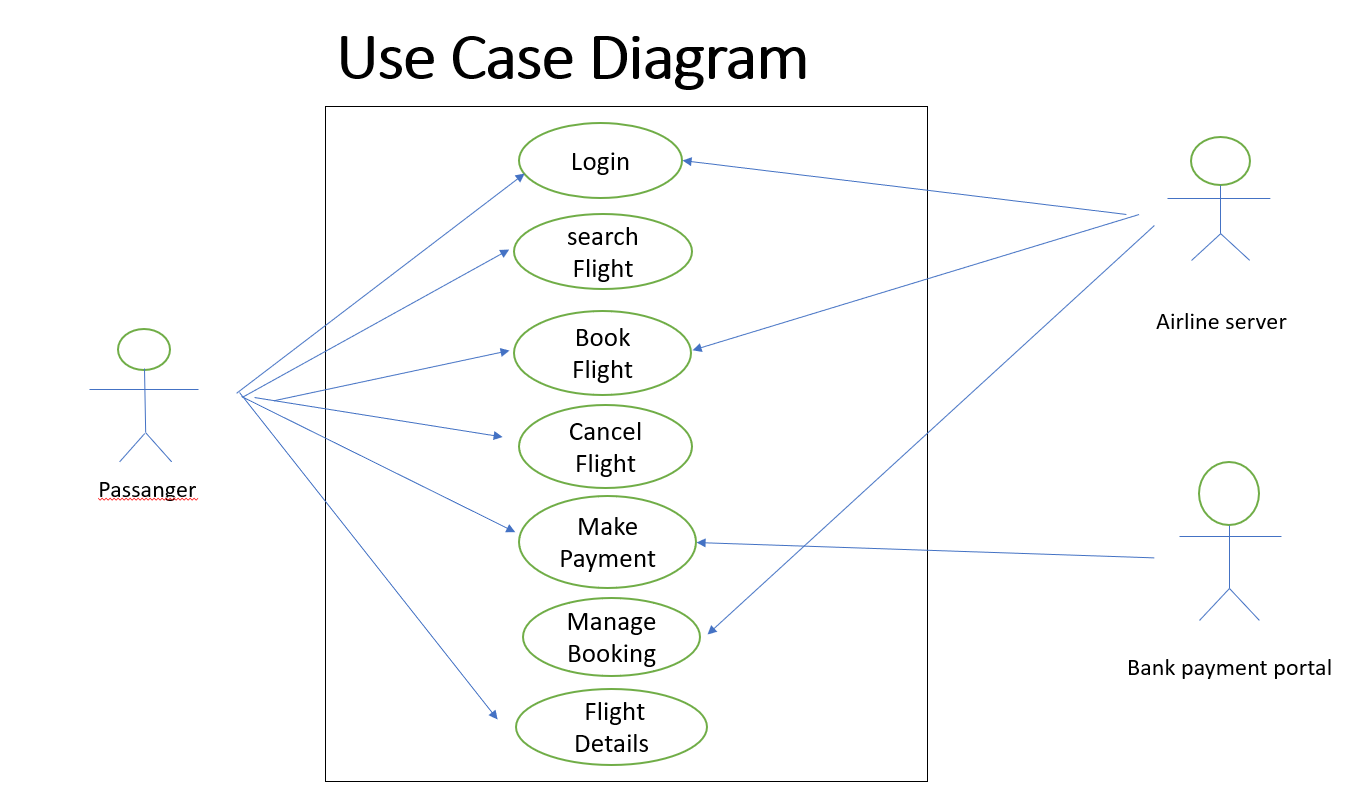 Use Case Diagram
Login
search
Flight
Book
Flight
Cancel
Flight
Make
Payment
Manage
Booking
Flight
Details
Passanger
Airline server
Bank payment portal